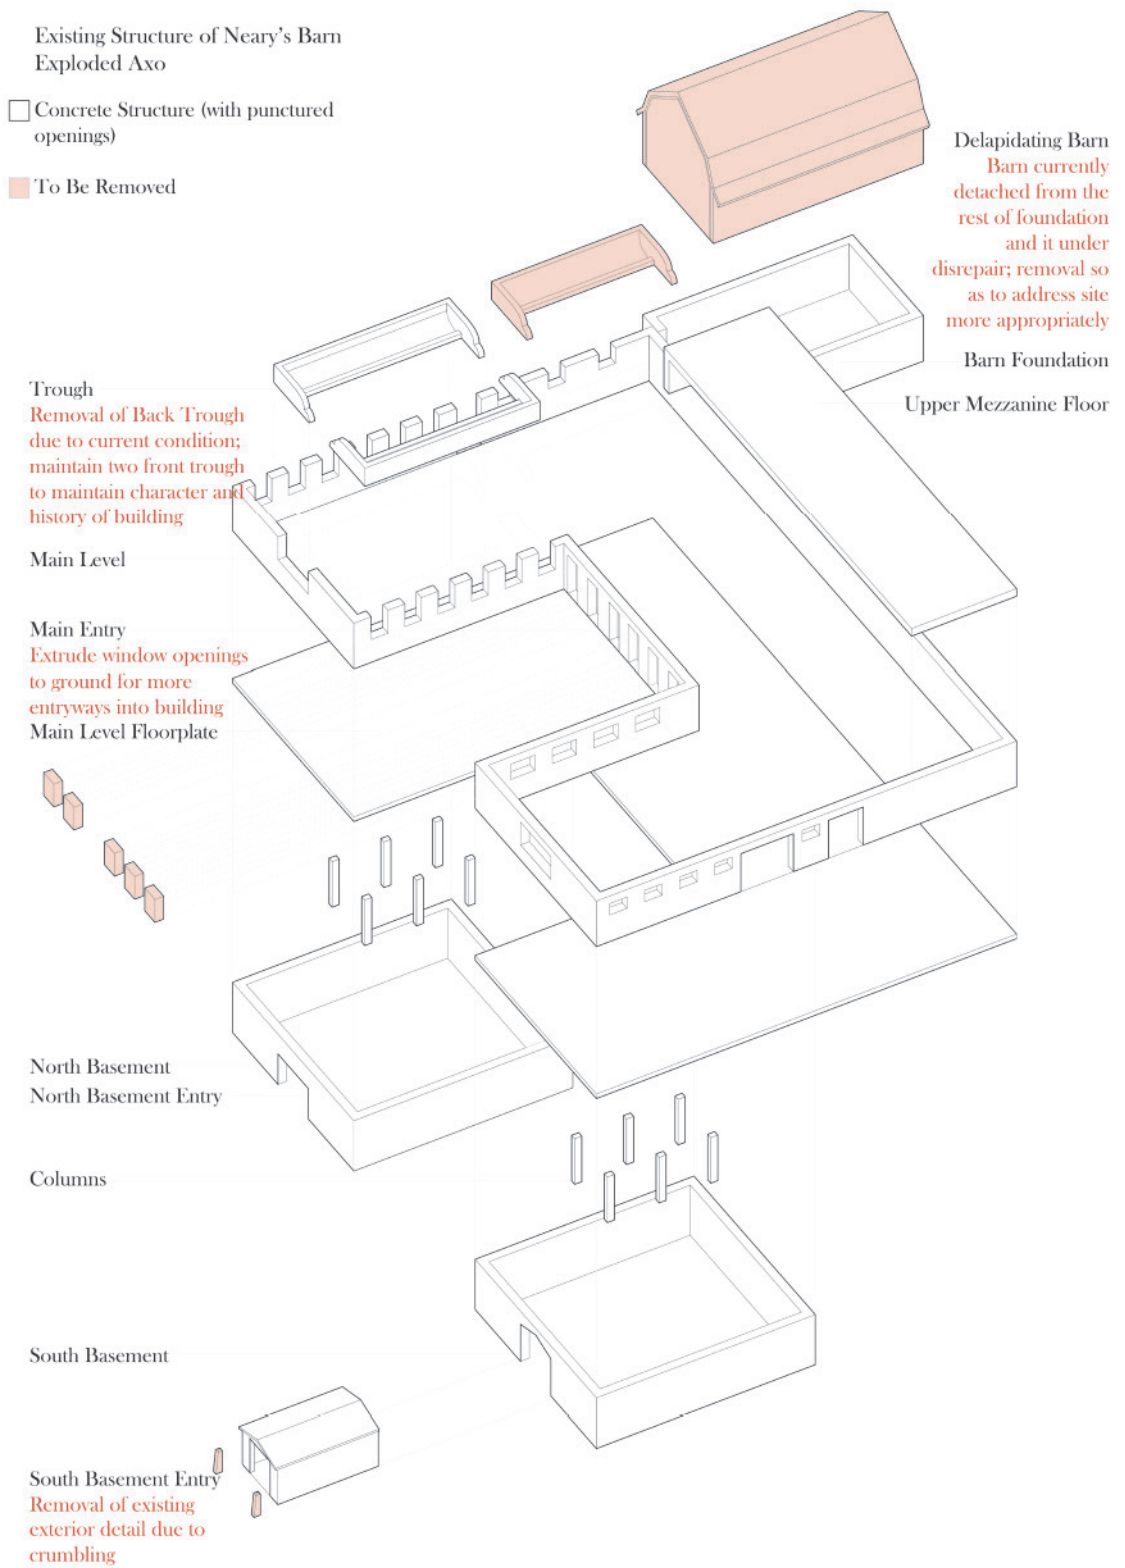 Existing Structure of Neary's Barn
Exploded Axo
Concrete Structure (with punctured
openings)
To Be Removed
Delapidating Barn
Barn currently
detached from the
rest of foundation
and it under
disrepair; removal so
as to address site
more appropriately
Barn Foundation
Upper Mezzanine Floor
Trough
Removal of Back Trough
due to current condition;
maintain two front trough
to maintain character and
history of building
Main Level
Main Entry
Extrude window openings
to ground for more
entryways into building
Main Level Floorplate
North Basement
North Basement Entry
Columns
South Basement
South Basement Entry
Removal of existing
exterior detail due to
crumbling